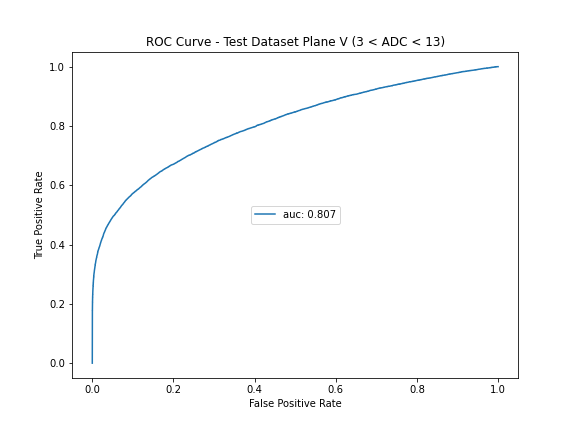 ROC Curve - Test Dataset Plane V (3 < ADC < 13)
True Positive Rate
1.0
0.8
0.6
0.4
0.2
0.0
auc: 0.807
0.0 0.2 0.4 0.6 0.8 1.0
False Positive Rate